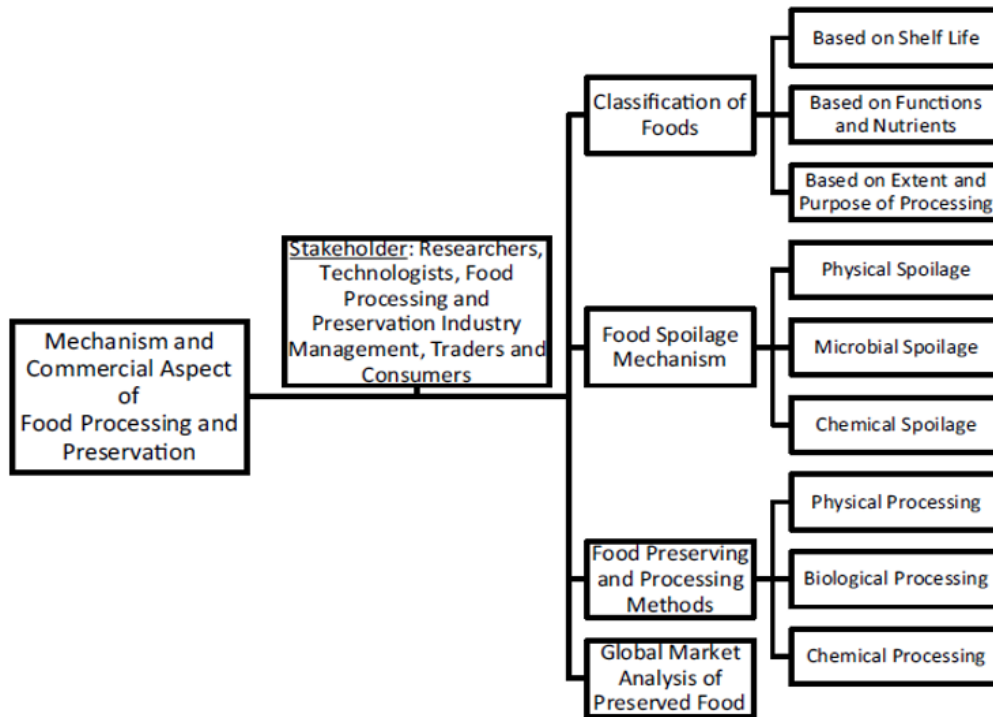 Mechanism and
Commercial Aspect
of
Food Processing and
Preservation
Stakeholder: Researchers,
Technologists, Food
Processing and
Preservation Industry
Management, Traders and
Consumers
Classification of
Foods
Based on Shelf Life
Based on Functions
and Nutrients
Based on Extent and
Purpose of Processing
Food Spoilage
Mechanism
Physical Spoilage
Microbial Spoilage
Chemical Spoilage
Food Preserving
and Processing
Methods
Physical Processing
Biological Processing
Chemical Processing
Global Market
Analysis of
Preserved Food